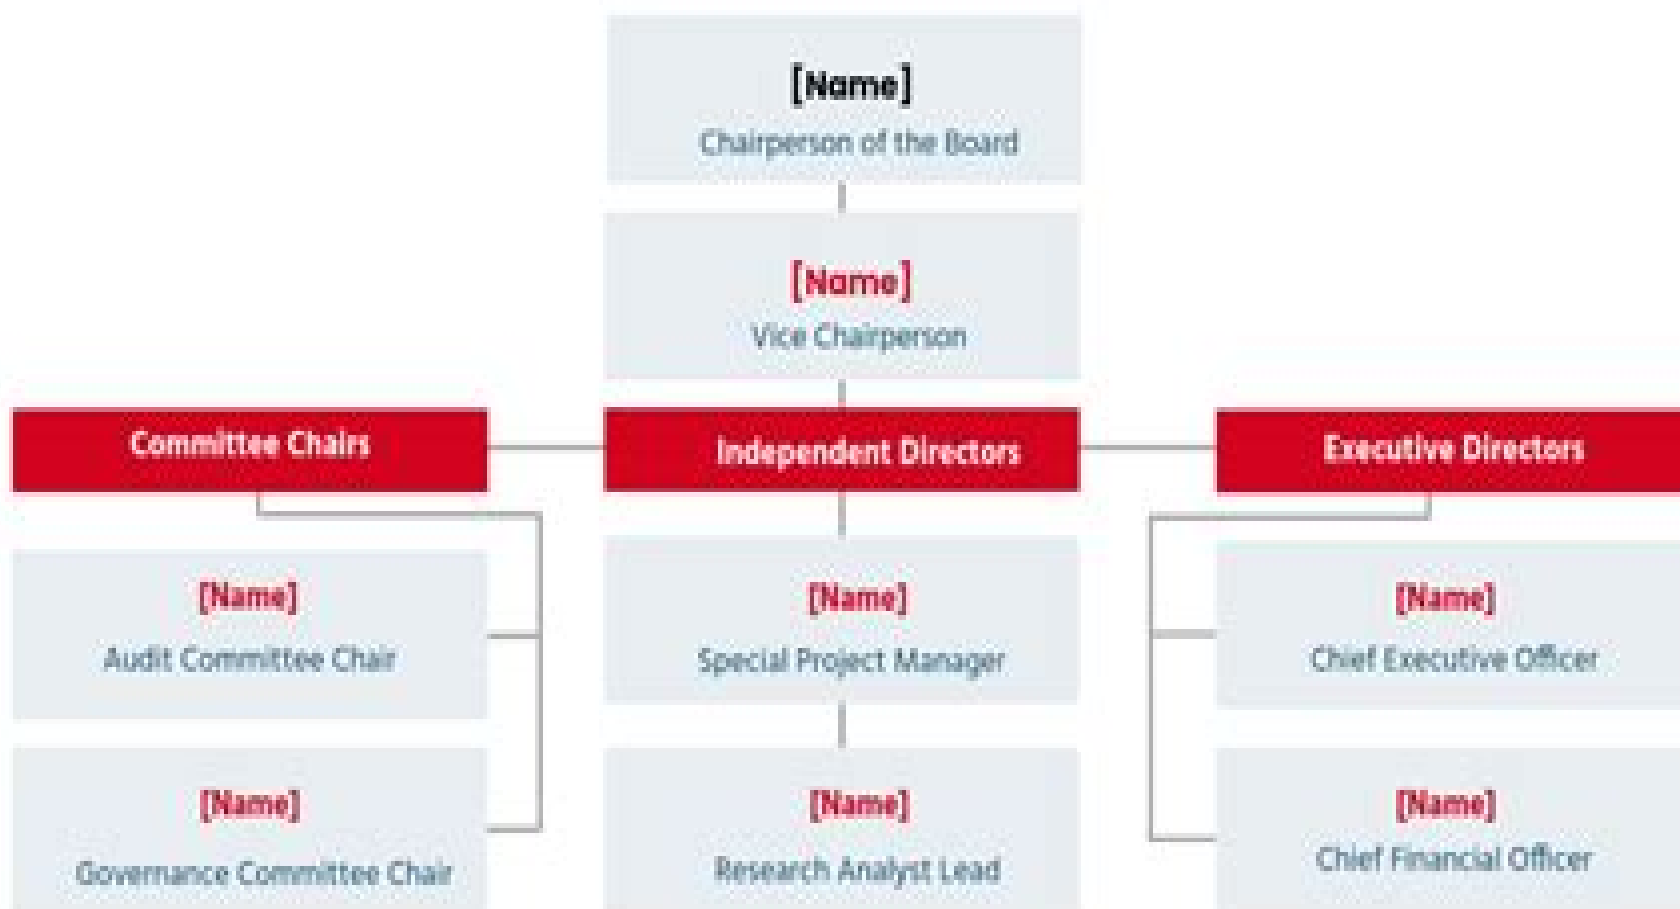 [Name]
Chairperson of the Board
[Name]
Vice Chairperson
Committee Chairs
Independent Directors
Executive Directors
[Name]
Audit Committee Chair
[Name]
Special Project Manager
[Name]
Chief Executive Officer
[Name]
Governance Committee Chair
[Name]
Research Analyst Lead
[Name]
Chief Financial Officer